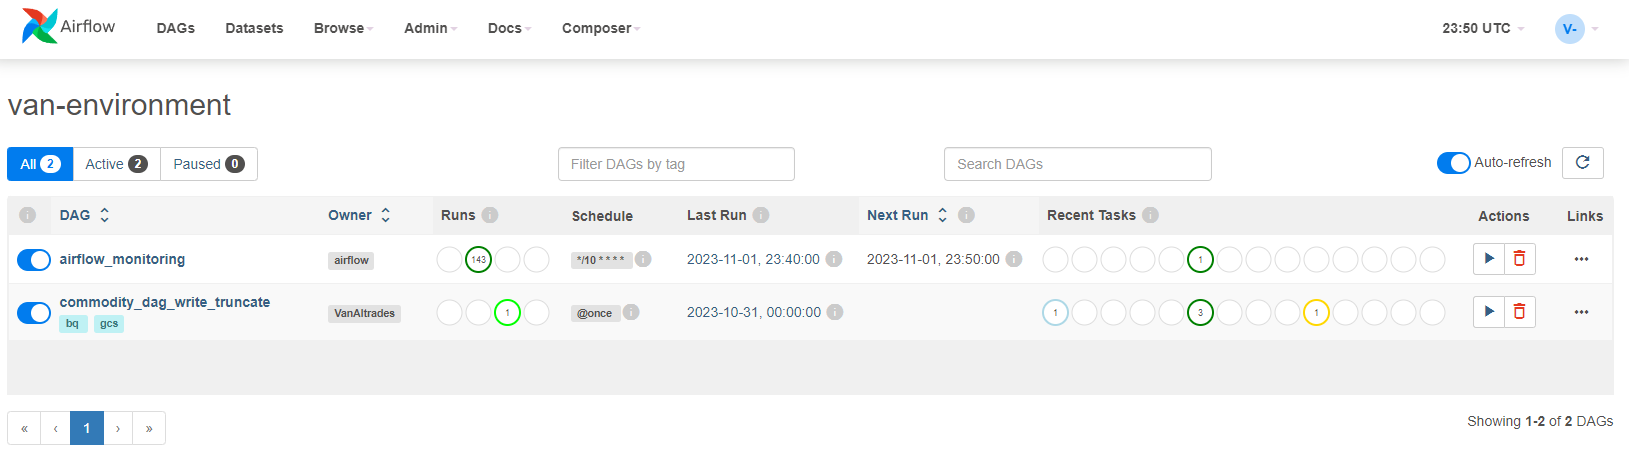 Airflow DAGs Datasets Browse Admin Docs Composer 23:50 UTC V-
van-environment
All 2 Active 2 Paused 0 Filter DAGs by tag Search DAGs Auto-refresh
DAG Owner Runs Schedule Last Run Next Run Recent Tasks Actions Links
airflow_monitoring airflow 143 */10 * * * * 2023-11-01, 23:40:00 2023-11-01, 23:50:00 1
commodity_dag_write_truncate VanAltrades 1 @once 2023-10-31, 00:00:00 1 3 1
bq gcs
« ‹ 1 › » Showing 1-2 of 2 DAGs